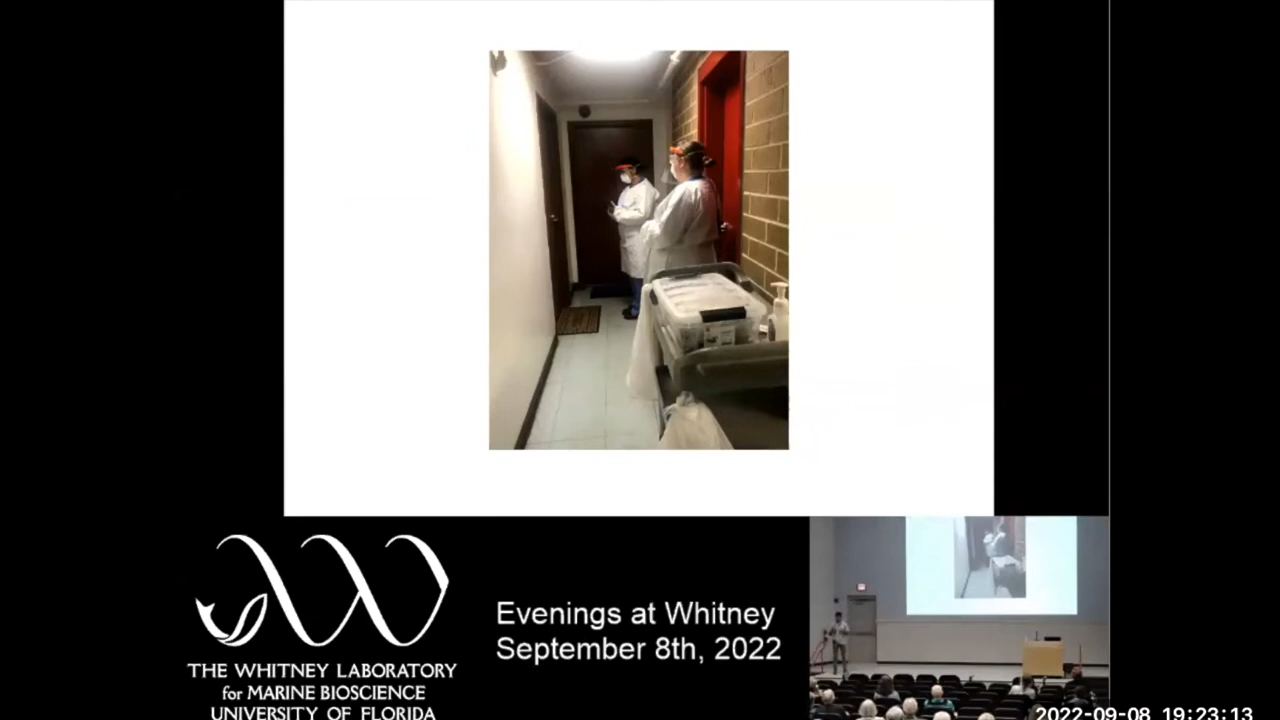 Evenings at Whitney
September 8th, 2022
THE WHITNEY LABORATORY
for MARINE BIOSCIENCE
UNIVERSITY OF FLORIDA
2022-09-08 19:23:13